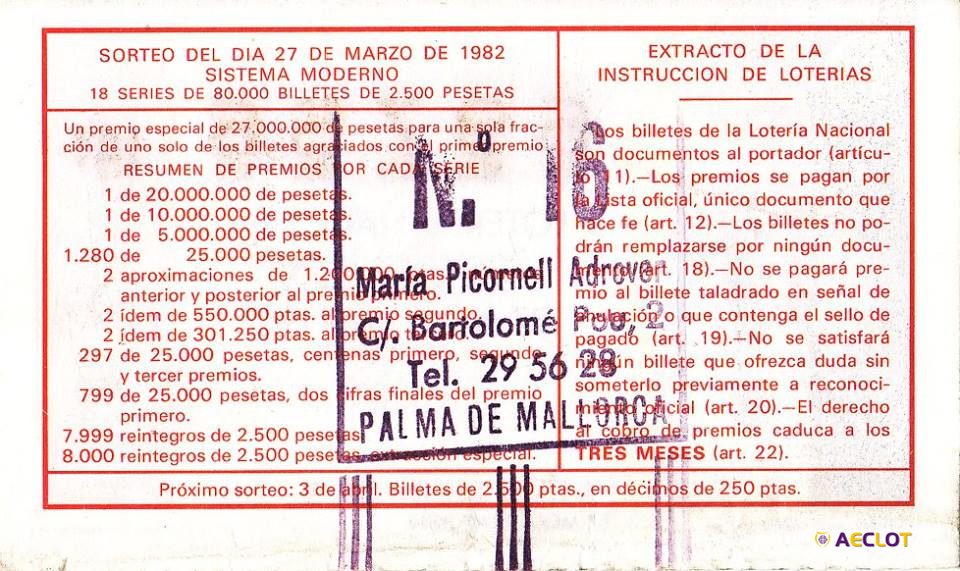 SORTEO DEL DIA 27 DE MARZO DE 1982
SISTEMA MODERNO
18 SERIES DE 80.000 BILLETES DE 2.500 PESETAS
Un premio especial de 27.000.000 de pesetas para una sola frac-
ción de uno solo de los billetes agraciados con el primer premio
RESUMEN DE PREMIOS POR CADA SERIE
1 de 20.000.000 de pesetas.
1 de 10.000.000 de pesetas.
1 de 5.000.000 de pesetas.
1.280 de 25.000 pesetas.
2 aproximaciones de 1.200.000 ptas.
anterior y posterior al premio primero.
2 ídem de 550.000 ptas. al premio segundo.
2 ídem de 301.250 ptas. al premio tercero.
297 de 25.000 pesetas, centenas primero, segundo
y tercer premios.
799 de 25.000 pesetas, dos cifras finales del premio
primero.
7.999 reintegros de 2.500 pesetas
8.000 reintegros de 2.500 pesetas, extracción especial.
EXTRACTO DE LA
INSTRUCCION DE LOTERIAS
Los billetes de la Lotería Nacional
son documentos al portador (artícu-
lo 11).—Los premios se pagan por
la lista oficial, único documento que
hace fe (art. 12).—Los billetes no po-
drán remplazarse por ningún docu-
mento (art. 18).—No se pagará pre-
mio al billete taladrado en señal de
anulación o que contenga el sello de
pagado (art. 19).—No se satisfará
ningún billete que ofrezca duda sin
someterlo previamente a reconoci-
miento oficial (art. 20).—El derecho
al cobro de premios caduca a los
TRES MESES (art. 22).
Próximo sorteo: 3 de abril. Billetes de 2.500 ptas., en décimos de 250 ptas.
N.º 16
María Picornell Adrover
C/. Bartolomé Pou, 2
Tel. 29 56 28
PALMA DE MALLORCA
AECLOT